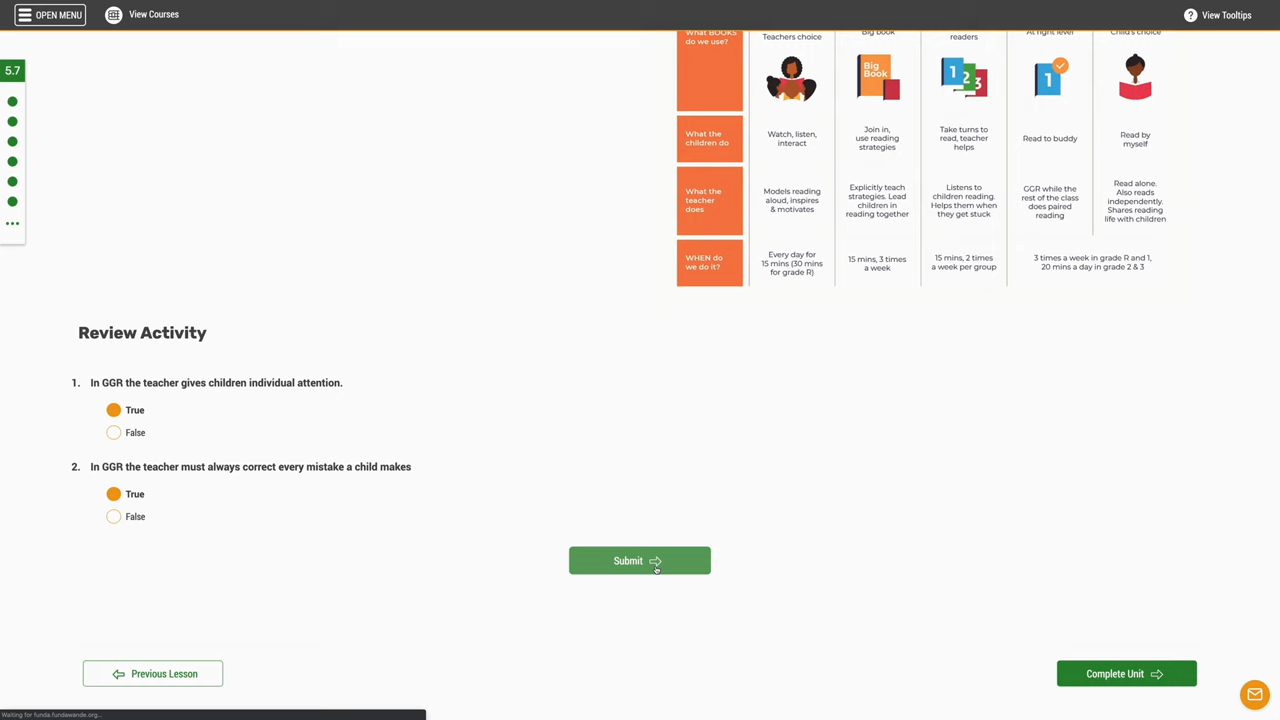 OPEN MENU
View Courses
View Tooltips
5.7
What BOOKS
do we use?
Teachers choice
Big book
readers
At right level
Child's choice
Big
Book
1
2
3
1
What the
children do
Watch, listen,
interact
Join in,
use reading
strategies
Take turns to
read, teacher
helps
Read to buddy
Read by
myself
What the
teacher
does
Models reading
aloud, inspires
& motivates
Explicitly teach
strategies. Lead
children in
reading together
Listens to
children reading.
Helps them when
they get stuck
GGR while the
rest of the class
does paired
reading
Read alone.
Also reads
independently.
Shares reading
life with children
WHEN do
we do it?
Every day for
15 mins (30 mins
for grade R)
15 mins, 3 times
a week
15 mins, 2 times
a week per group
3 times a week in grade R and 1,
20 mins a day in grade 2 & 3
Review Activity
1. In GGR the teacher gives children individual attention.
True
False
2. In GGR the teacher must always correct every mistake a child makes
True
False
Submit
Previous Lesson
Complete Unit
Waiting for funda.fundawande.org...